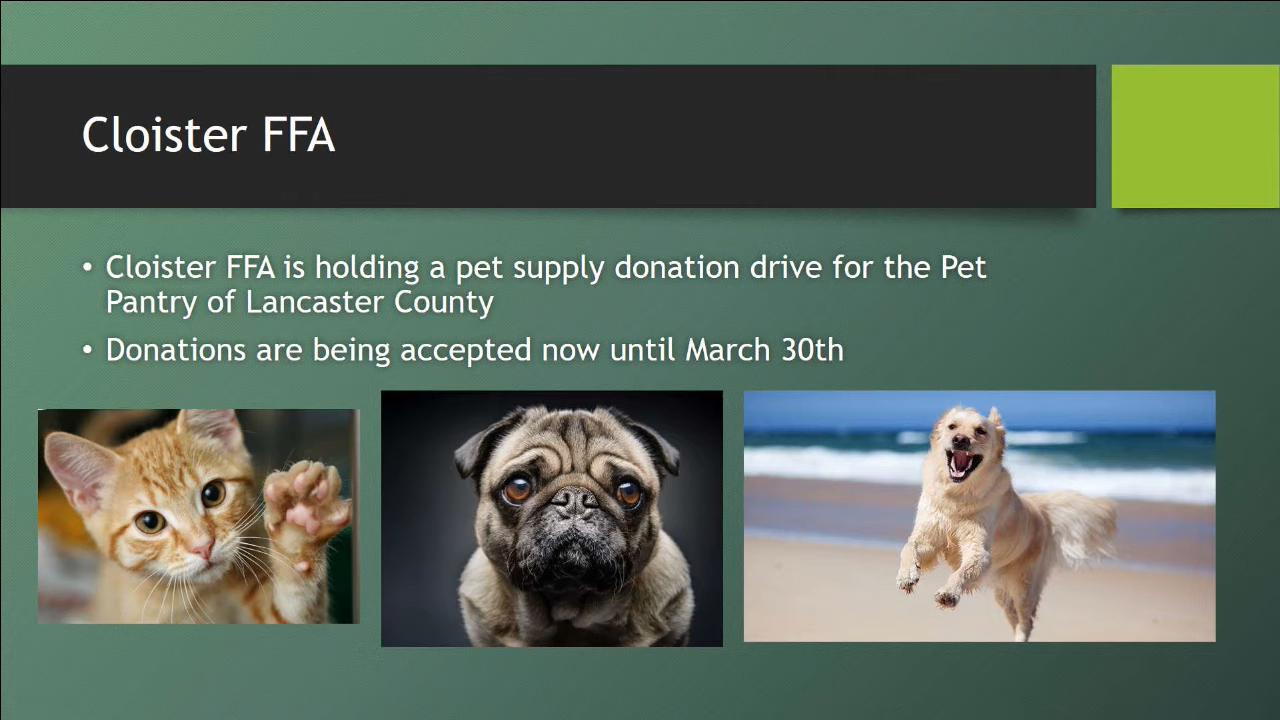 Cloister FFA
• Cloister FFA is holding a pet supply donation drive for the Pet
Pantry of Lancaster County
• Donations are being accepted now until March 30th